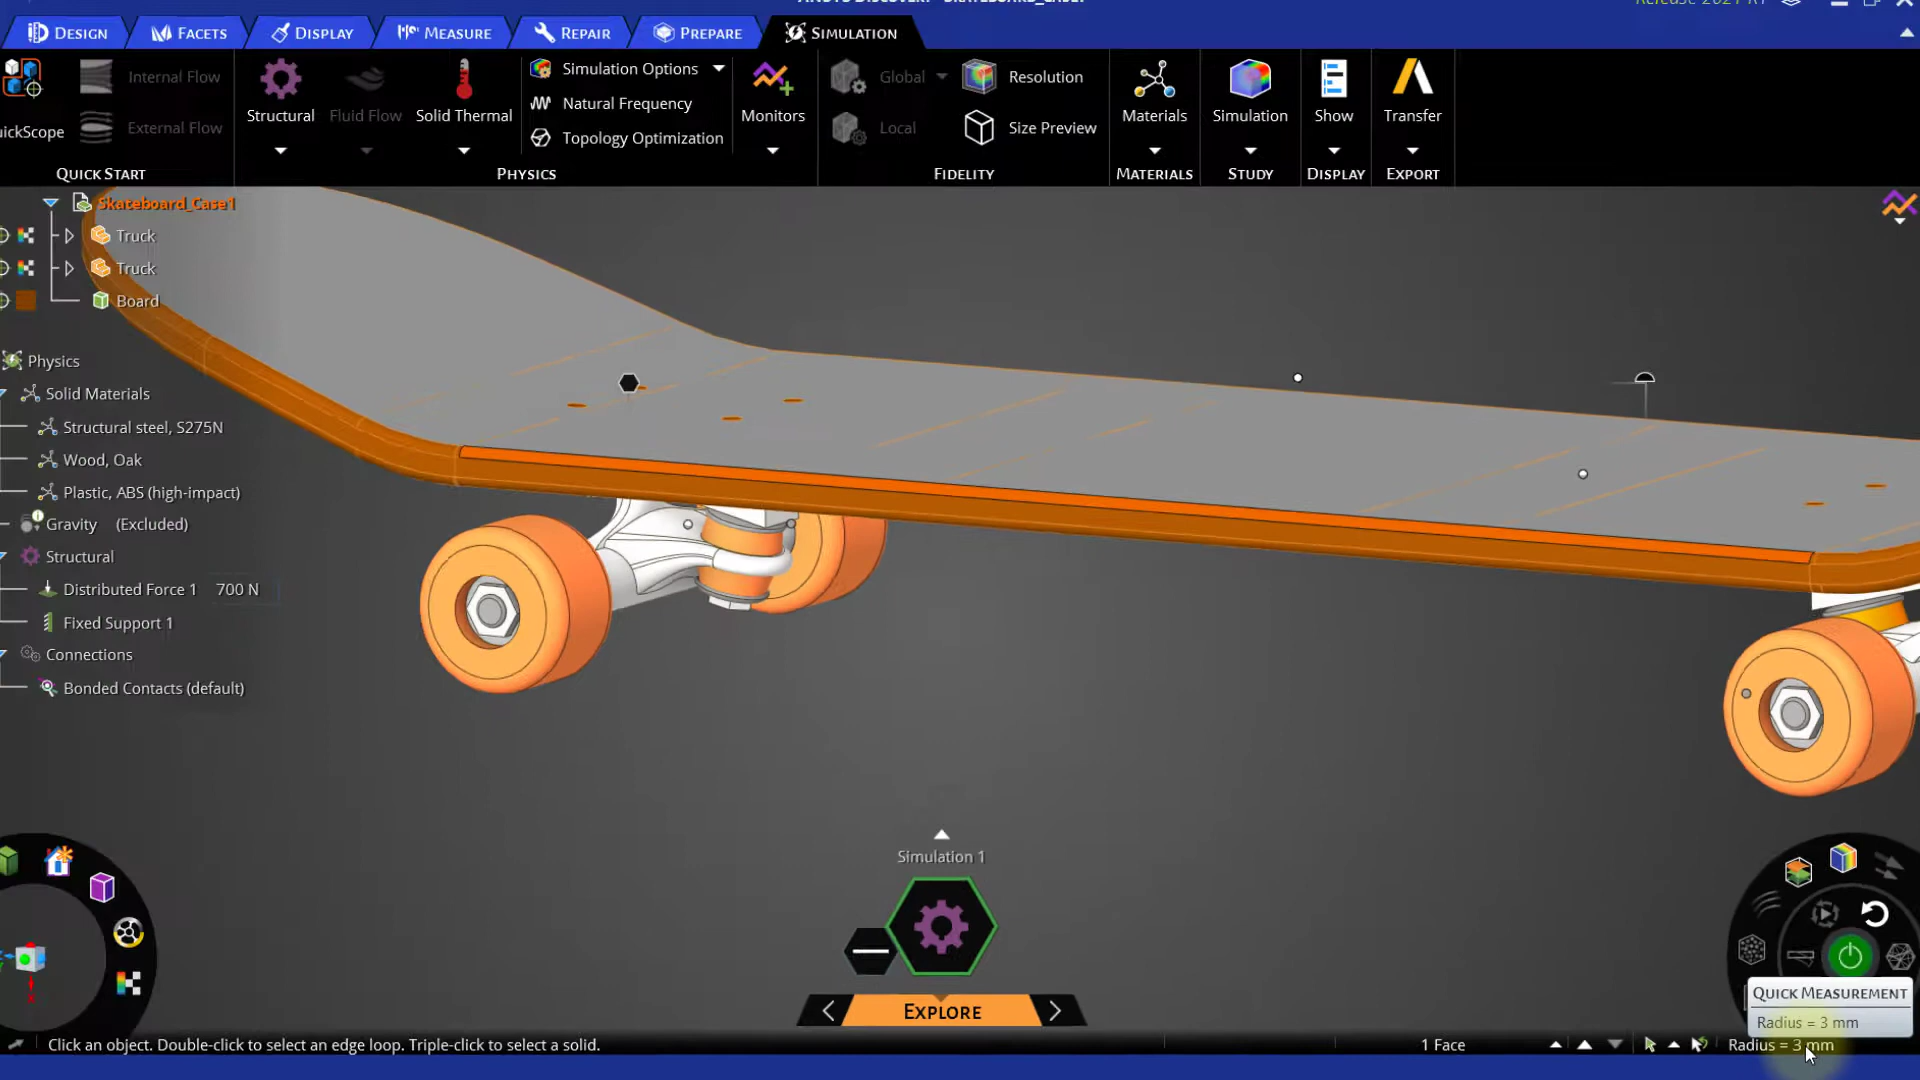 DESIGN
FACETS
DISPLAY
MEASURE
REPAIR
PREPARE
SIMULATION
Internal Flow
External Flow
Structural
Fluid Flow
Solid Thermal
Simulation Options
Natural Frequency
Topology Optimization
Monitors
Global
Local
Resolution
Size Preview
Materials
Simulation
Show
Transfer
QUICK START
PHYSICS
FIDELITY
MATERIALS
STUDY
DISPLAY
EXPORT
Skateboard_Case1
Truck
Truck
Board
Physics
Solid Materials
Structural steel, S275N
Wood, Oak
Plastic, ABS (high-impact)
Gravity (Excluded)
Structural
Distributed Force 1 700 N
Fixed Support 1
Connections
Bonded Contacts (default)
Simulation 1
EXPLORE
QUICK MEASUREMENT
Radius = 3 mm
Click an object. Double-click to select an edge loop. Triple-click to select a solid.
1 Face
Radius = 3 mm